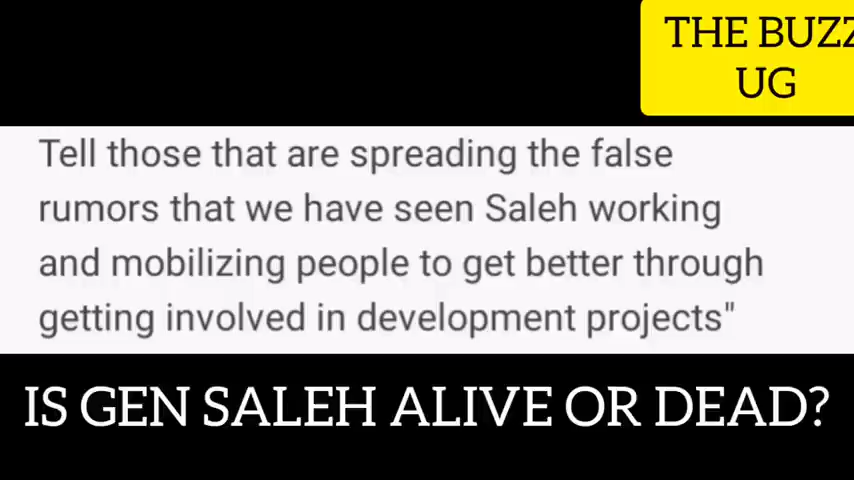 THE BUZZ
UG
Tell those that are spreading the false
rumors that we have seen Saleh working
and mobilizing people to get better through
getting involved in development projects"
IS GEN SALEH ALIVE OR DEAD?